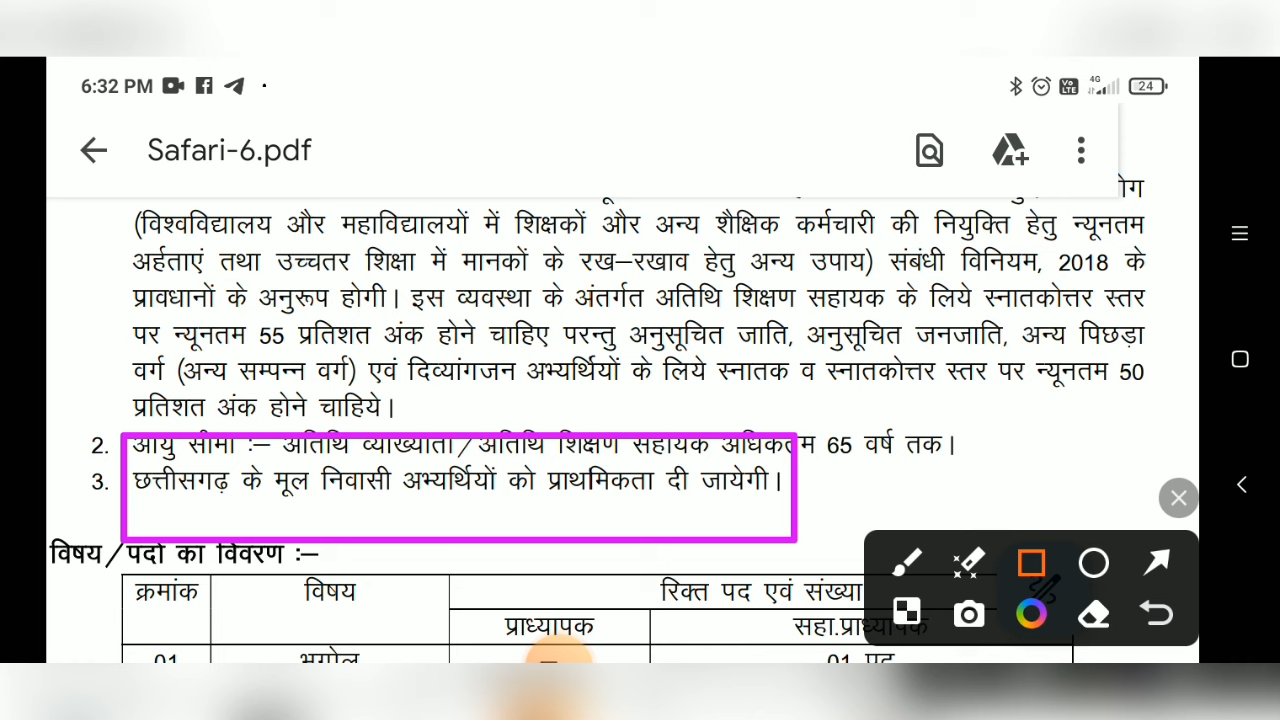 6:32 PM
4G
Vo LTE
24
Safari-6.pdf
(विश्वविद्यालय और महाविद्यालयों में शिक्षकों और अन्य शैक्षिक कर्मचारी की नियुक्ति हेतु न्यूनतम
अर्हताएं तथा उच्चतर शिक्षा में मानकों के रख–रखाव हेतु अन्य उपाय) संबंधी विनियम, 2018 के
प्रावधानों के अनुरूप होगी। इस व्यवस्था के अंतर्गत अतिथि शिक्षण सहायक के लिये स्नातकोत्तर स्तर
पर न्यूनतम 55 प्रतिशत अंक होने चाहिए परन्तु अनुसूचित जाति, अनुसूचित जनजाति, अन्य पिछड़ा
वर्ग (अन्य सम्पन्न वर्ग) एवं दिव्यांगजन अभ्यर्थियों के लिये स्नातक व स्नातकोत्तर स्तर पर न्यूनतम 50
प्रतिशत अंक होने चाहिये।
2. आयु सीमा :– अतिथि व्याख्याता/अतिथि शिक्षण सहायक अधिकतम 65 वर्ष तक।
3. छत्तीसगढ़ के मूल निवासी अभ्यर्थियों को प्राथमिकता दी जायेगी।
विषय/पदों का विवरण :–
क्रमांक विषय रिक्त पद एवं संख्या
प्राध्यापक सहा.प्राध्यापक
01 भूगोल – 01 पद